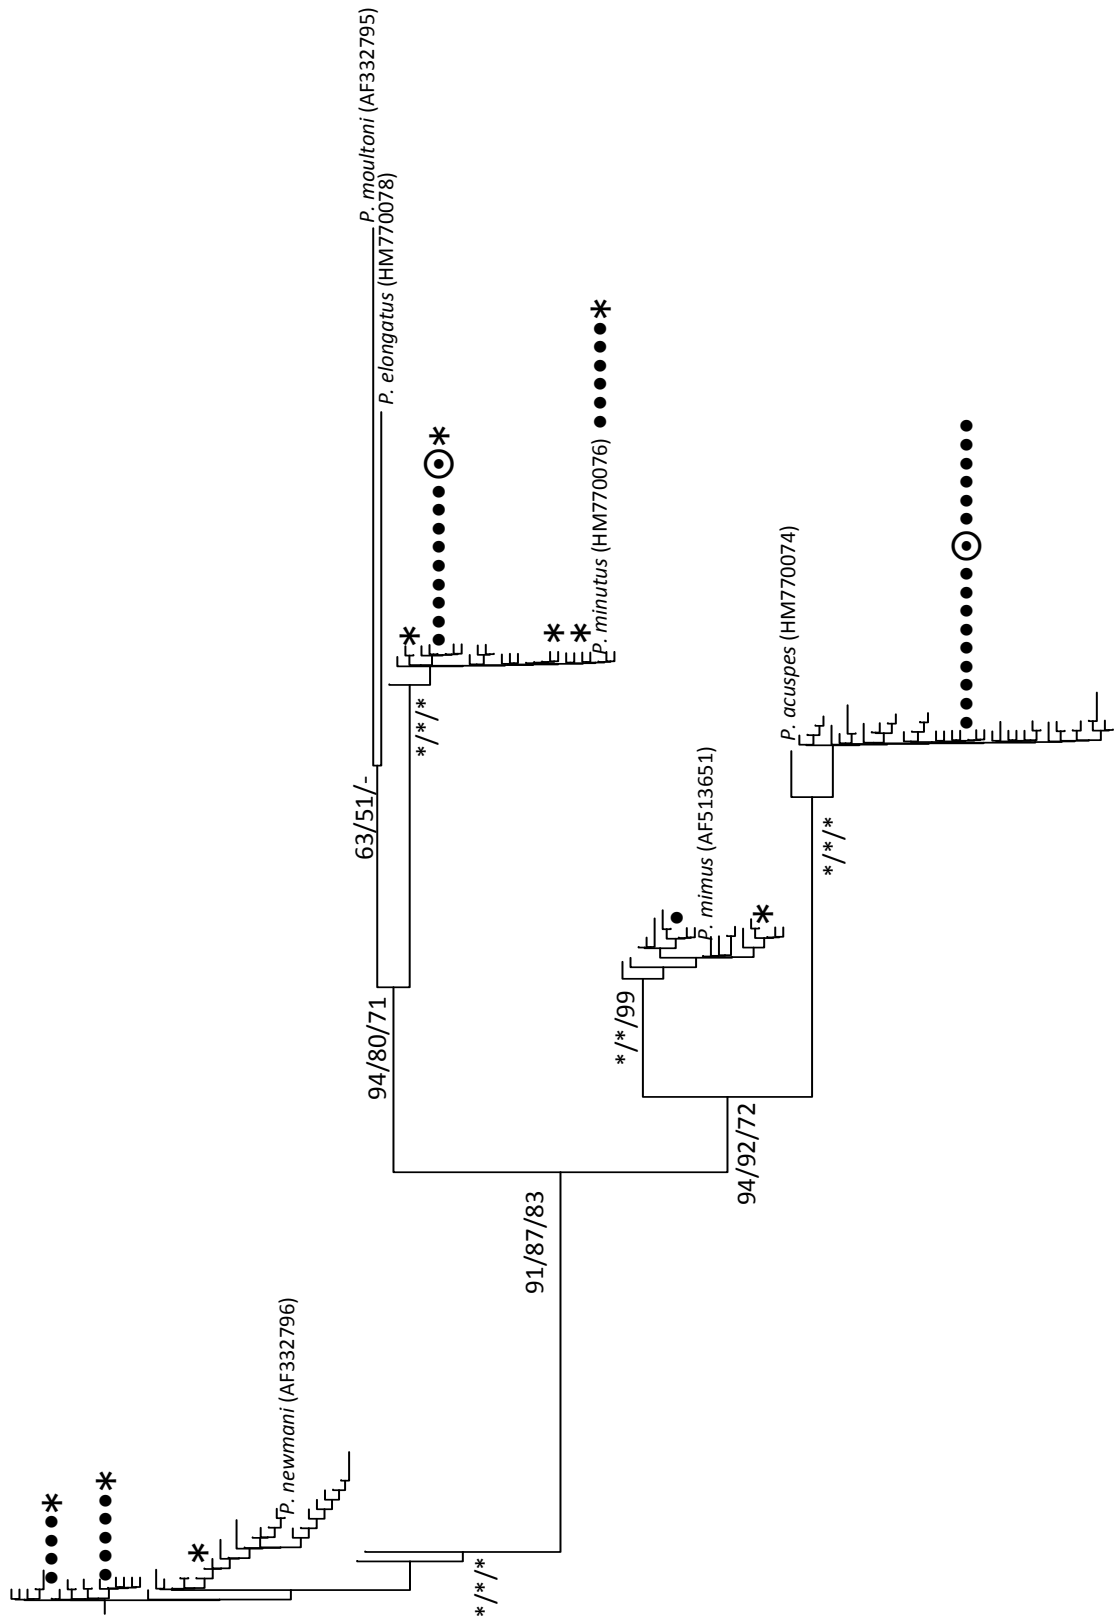 P. moultoni (AF332795)
P. elongatus (HM770078)
63/51/-
*/*/*
94/80/71
P. minutus (HM770076)
P. acuspes (HM770074)
*/*/*
P. mimus (AF513651)
*/*/99
94/92/72
91/87/83
P. newmani (AF332796)
*/*/*